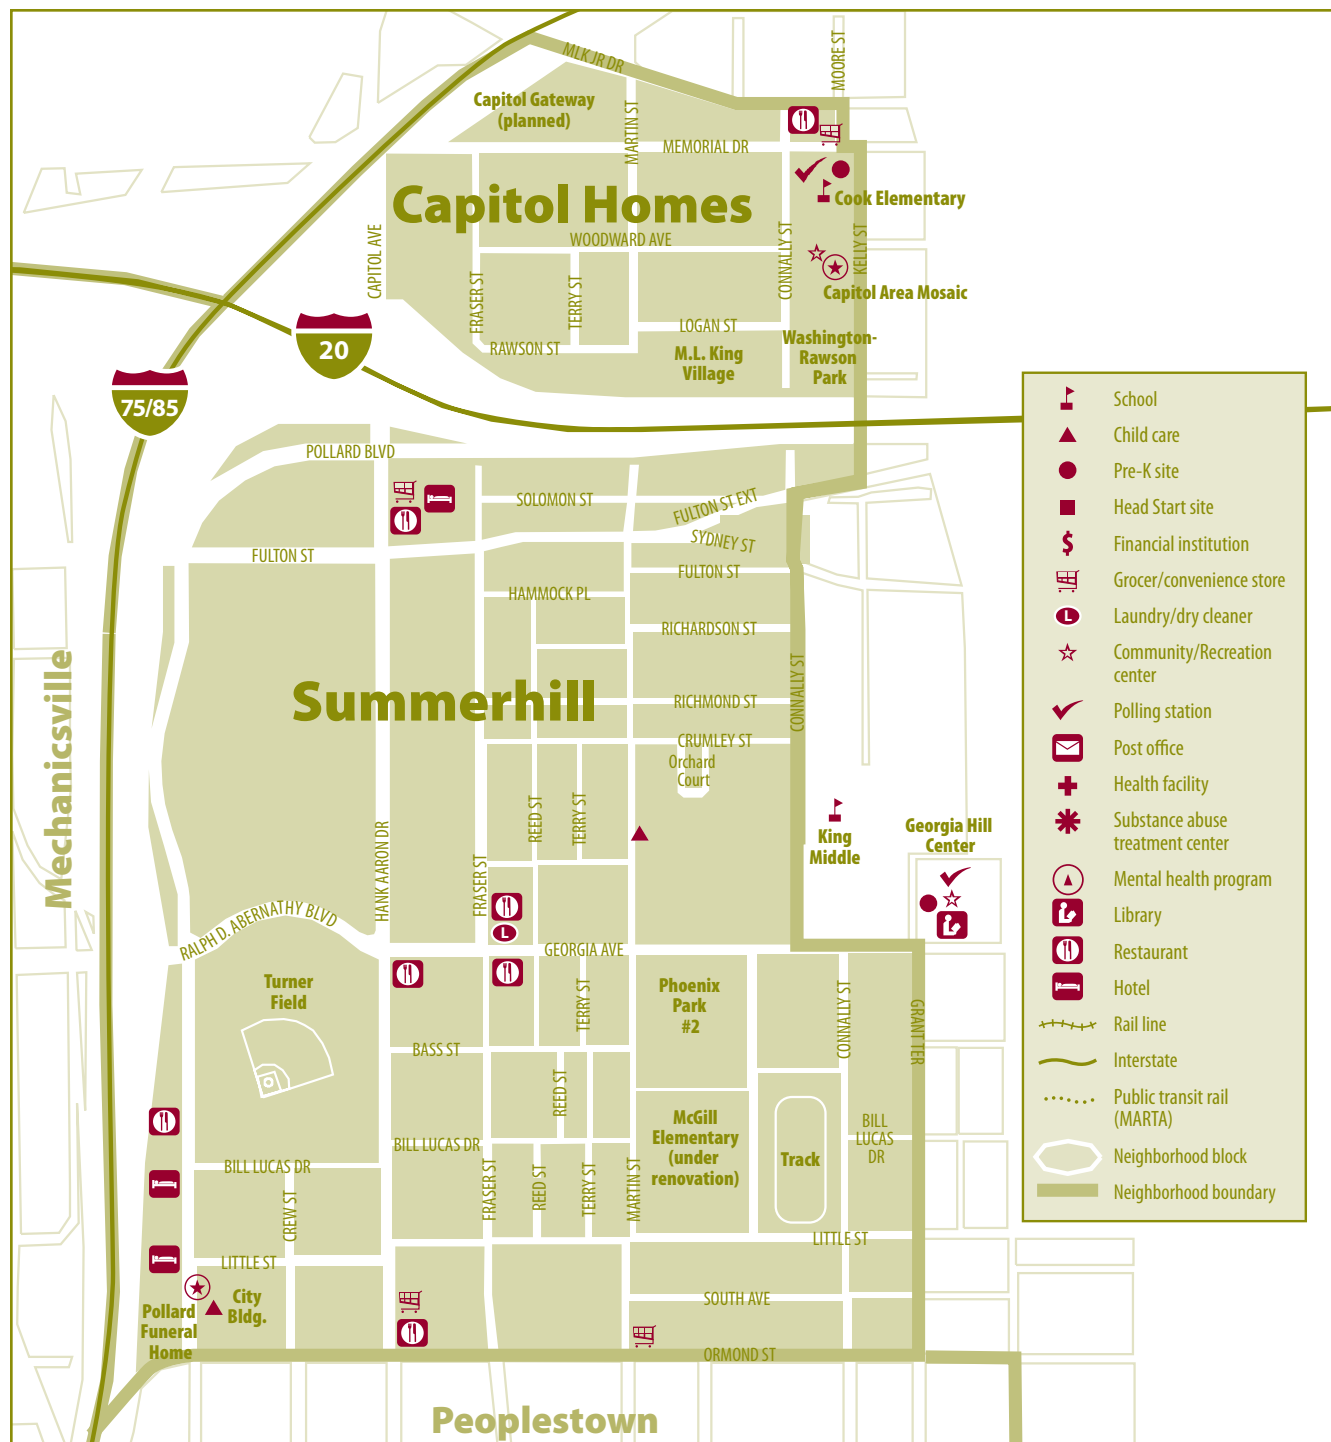 MLK JR DR
MOORE ST
Capitol Gateway
(planned)
MARTIN ST
MEMORIAL DR
Capitol Homes
Cook Elementary
CAPITOL AVE
WOODWARD AVE
CONNALLY ST
KELLY ST
FRASER ST
TERRY ST
Capitol Area Mosaic
LOGAN ST
RAWSON ST
M.L. King
Village
Washington-
Rawson
Park
20
75/85
POLLARD BLVD
SOLOMON ST
FULTON ST EXT
SYDNEY ST
FULTON ST
FULTON ST
HAMMOCK PL
RICHARDSON ST
Mechanicsville
Summerhill
RICHMOND ST
CONNALLY ST
CRUMLEY ST
Orchard
Court
REED ST
TERRY ST
HANK AARON DR
FRASER ST
King
Middle
Georgia Hill
Center
L
RALPH D. ABERNATHY BLVD
GEORGIA AVE
Turner
Field
TERRY ST
Phoenix
Park
#2
CONNALLY ST
GRANT TER
BASS ST
REED ST
McGill
Elementary
(under
renovation)
Track
BILL
LUCAS
DR
BILL LUCAS DR
BILL LUCAS DR
CREW ST
FRASER ST
REED ST
TERRY ST
MARTIN ST
LITTLE ST
LITTLE ST
City
Bldg.
Pollard
Funeral
Home
SOUTH AVE
ORMOND ST
Peoplestown
School
Child care
Pre-K site
Head Start site
$ Financial institution
Grocer/convenience store
L Laundry/dry cleaner
Community/Recreation
center
Polling station
Post office
Health facility
Substance abuse
treatment center
Mental health program
Library
Restaurant
Hotel
Rail line
Interstate
Public transit rail
(MARTA)
Neighborhood block
Neighborhood boundary